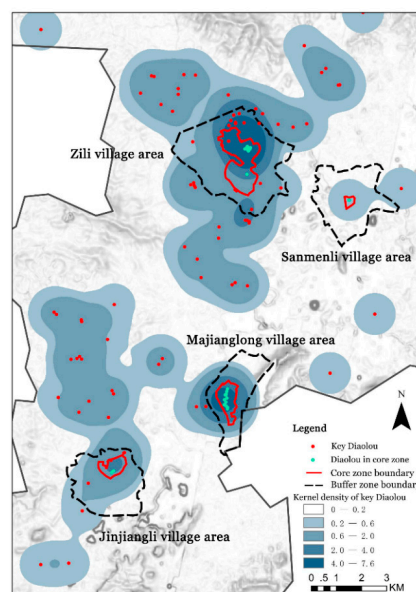 Zili village area
Sanmenli village area
Majianglong village area
N
Legend
Key Diaolou
Diaolou in core zone
Core zone boundary
Buffer zone boundary
Kernel density of key Diaolou
0 — 0.2
0.2 — 0.6
0.6 — 2.0
2.0 — 4.0
4.0 — 7.6
Jinjiangli village area
0 .5 1 2 3
KM